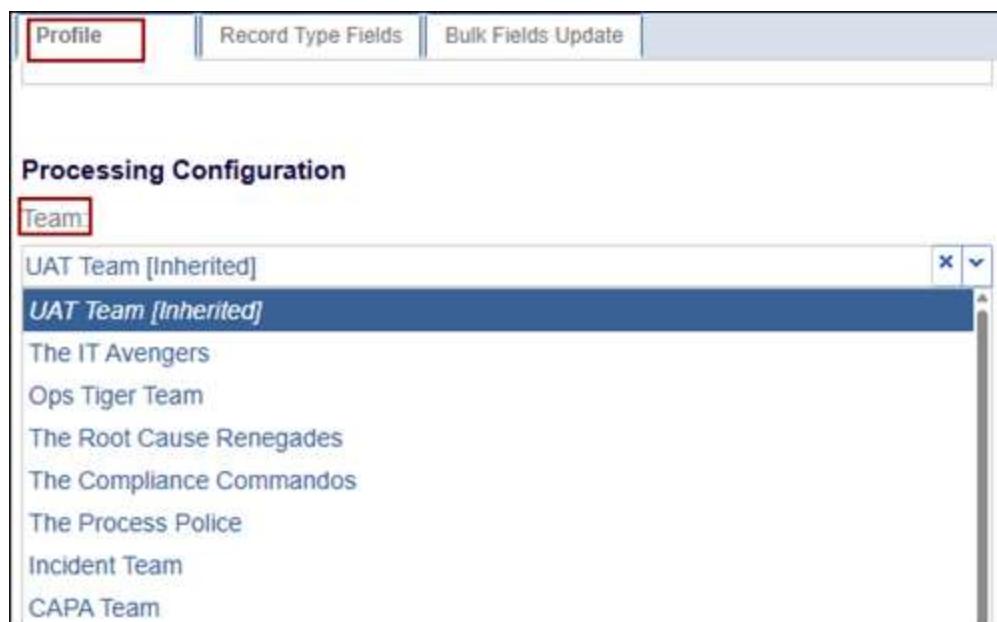 Profile Record Type Fields Bulk Fields Update
Processing Configuration
Team:
UAT Team [Inherited]
UAT Team [Inherited]
The IT Avengers
Ops Tiger Team
The Root Cause Renegades
The Compliance Commandos
The Process Police
Incident Team
CAPA Team